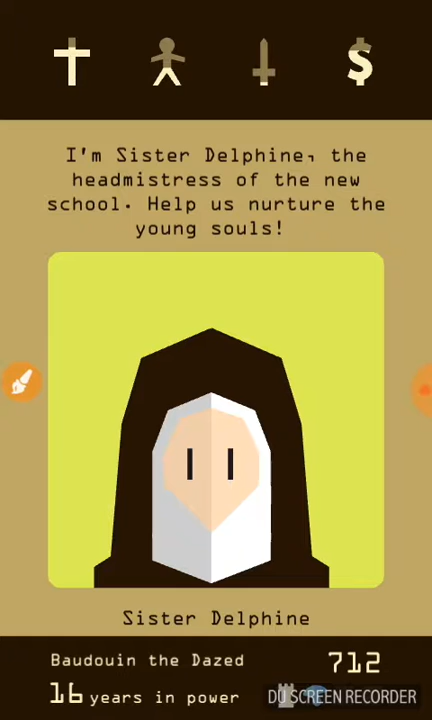 $
I'm Sister Delphine, the
headmistress of the new
school. Help us nurture the
young souls!
Sister Delphine
Baudouin the Dazed
712
16 years in power
DU SCREEN RECORDER